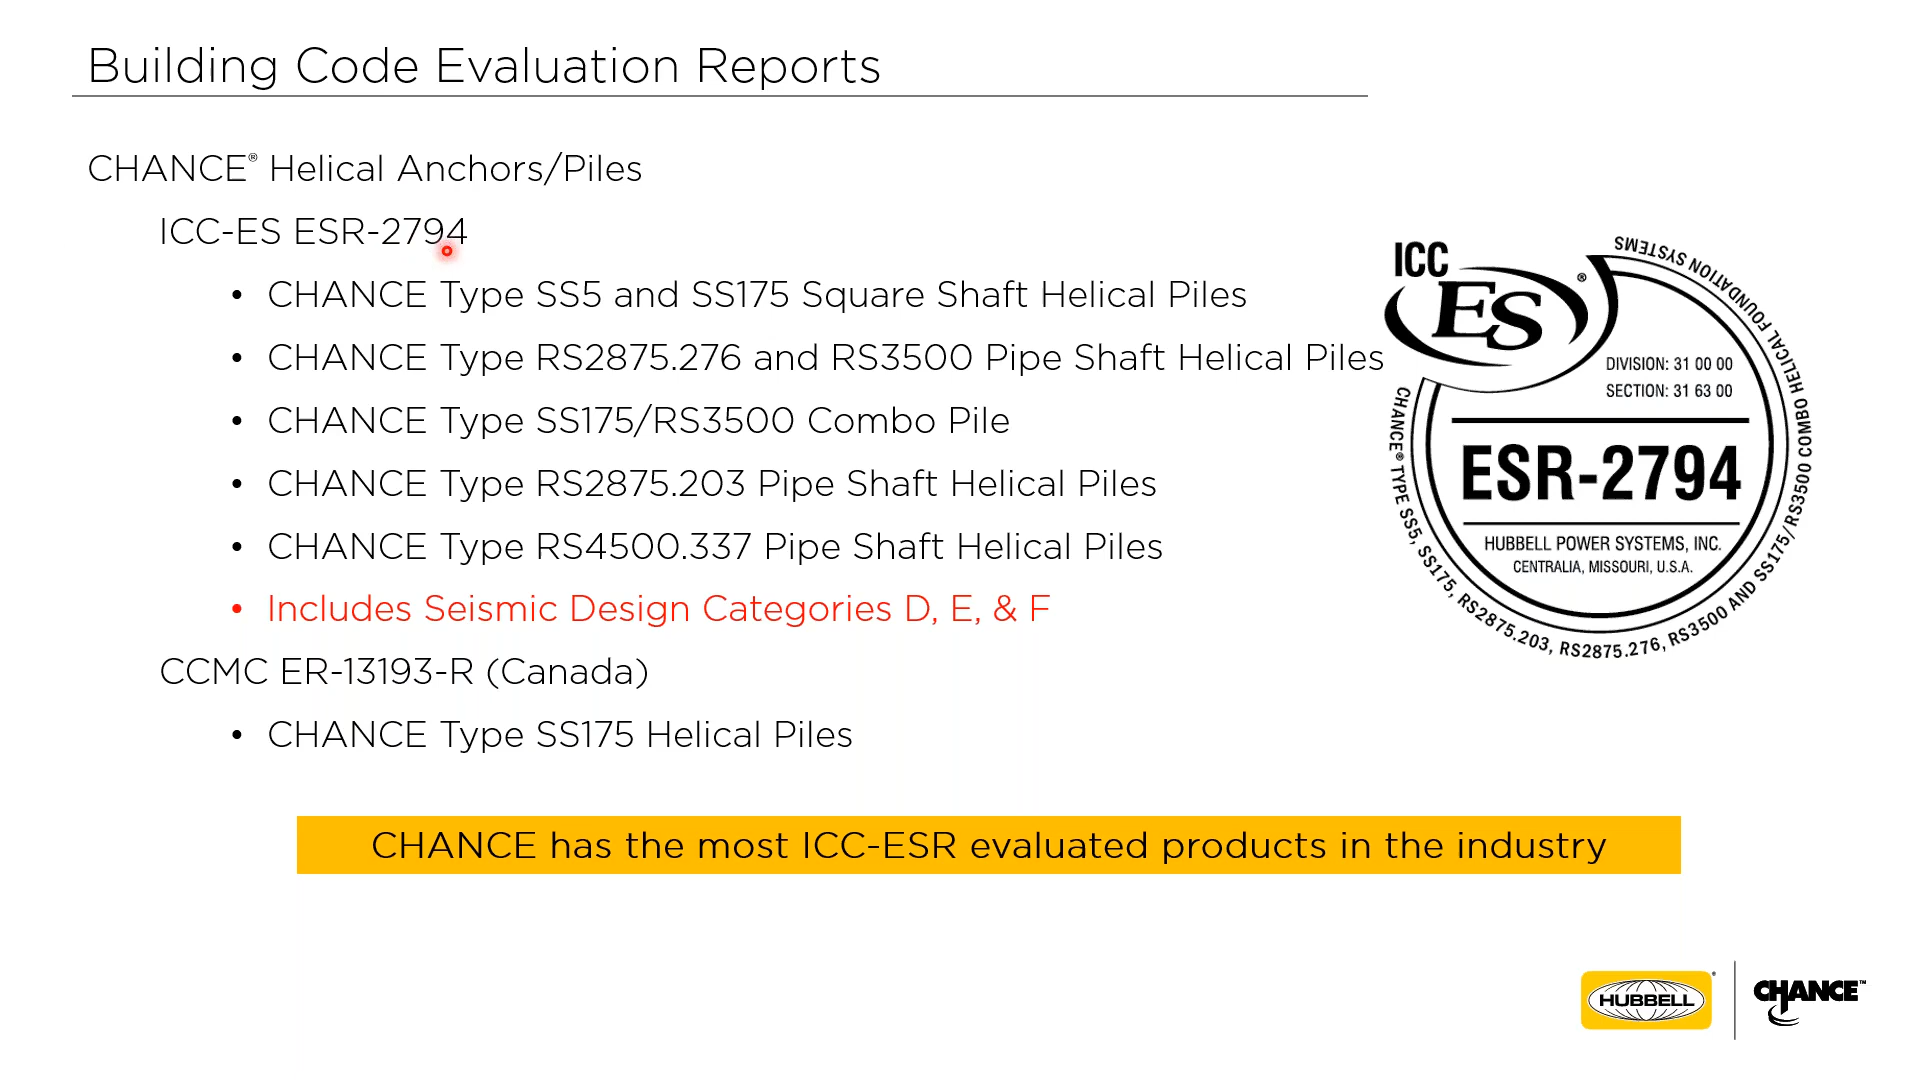 Building Code Evaluation Reports
CHANCE® Helical Anchors/Piles
ICC-ES ESR-2794
• CHANCE Type SS5 and SS175 Square Shaft Helical Piles
• CHANCE Type RS2875.276 and RS3500 Pipe Shaft Helical Piles
• CHANCE Type SS175/RS3500 Combo Pile
• CHANCE Type RS2875.203 Pipe Shaft Helical Piles
• CHANCE Type RS4500.337 Pipe Shaft Helical Piles
• Includes Seismic Design Categories D, E, & F
CCMC ER-13193-R (Canada)
• CHANCE Type SS175 Helical Piles
ICC
ES®
DIVISION: 31 00 00
SECTION: 31 63 00
ESR-2794
HUBBELL POWER SYSTEMS, INC.
CENTRALIA, MISSOURI, U.S.A.
CHANCE® TYPE SS5, SS175, RS2875.203, RS2875.276, RS3500 AND SS175/RS3500 COMBO HELICAL FOUNDATION SYSTEMS
CHANCE has the most ICC-ESR evaluated products in the industry
HUBBELL®
CHANCE™